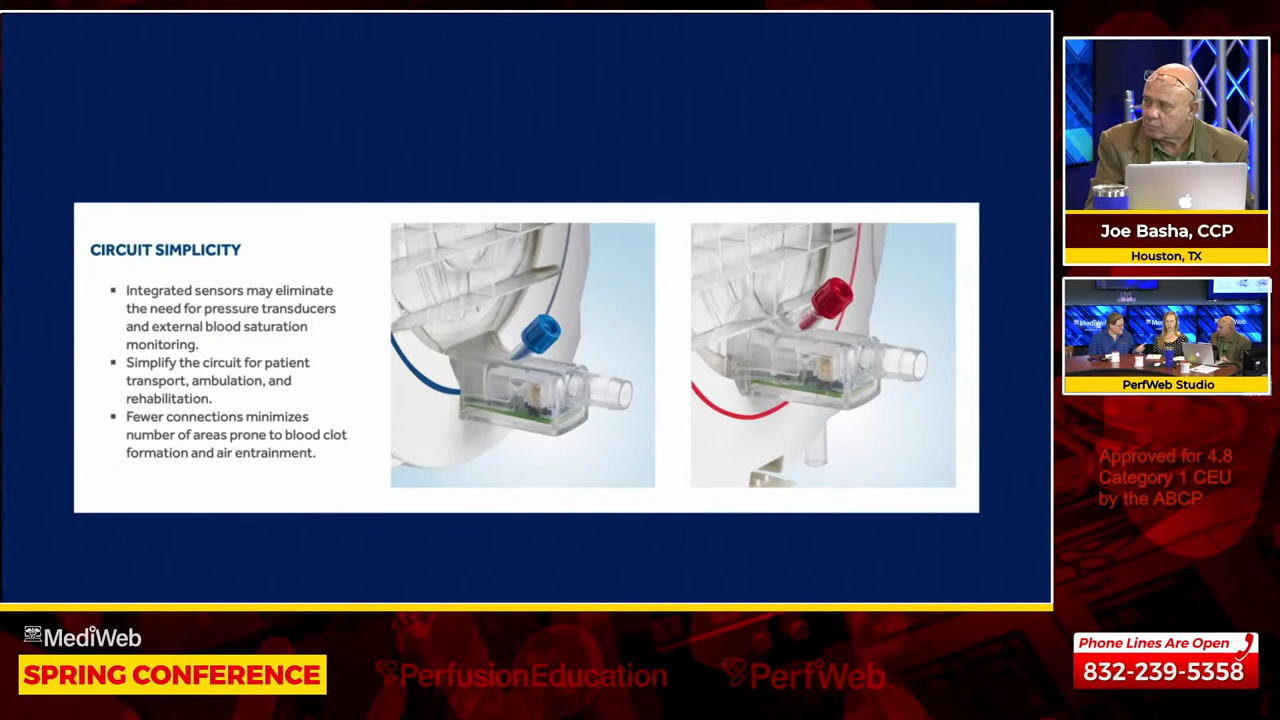 CIRCUIT SIMPLICITY
▪ Integrated sensors may eliminate
the need for pressure transducers
and external blood saturation
monitoring.
▪ Simplify the circuit for patient
transport, ambulation, and
rehabilitation.
▪ Fewer connections minimizes
number of areas prone to blood clot
formation and air entrainment.
Joe Basha, CCP
Houston, TX
PerfWeb Studio
Approved for 4.8
Category 1 CEU
by the ABCP
MediWeb
SPRING CONFERENCE
PerfusionEducation
PerfWeb
Phone Lines Are Open
832-239-5358